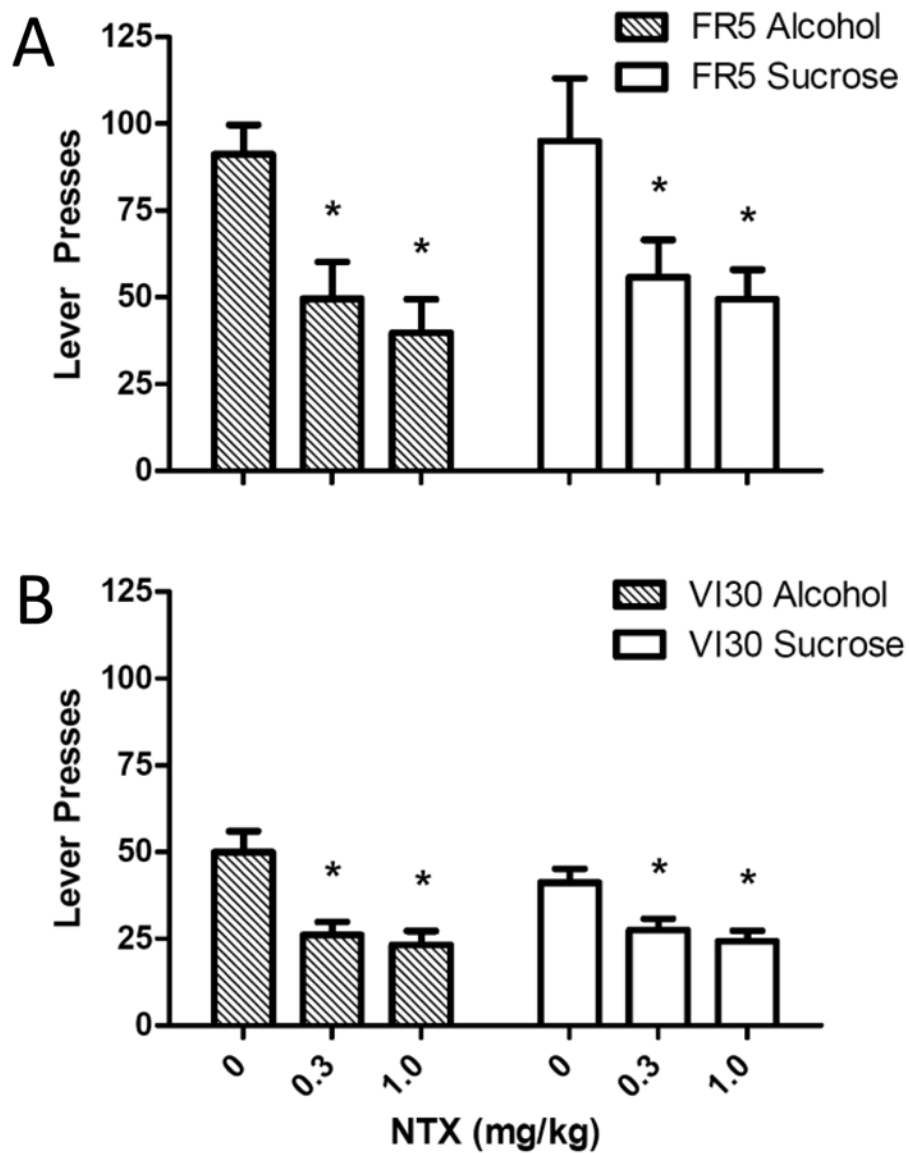 A
125
100
75
50
25
0
Lever Presses
FR5 Alcohol
FR5 Sucrose
*
*
*
*
B
125
100
75
50
25
0
Lever Presses
VI30 Alcohol
VI30 Sucrose
*
*
*
*
0 0.3 1.0 0 0.3 1.0
NTX (mg/kg)